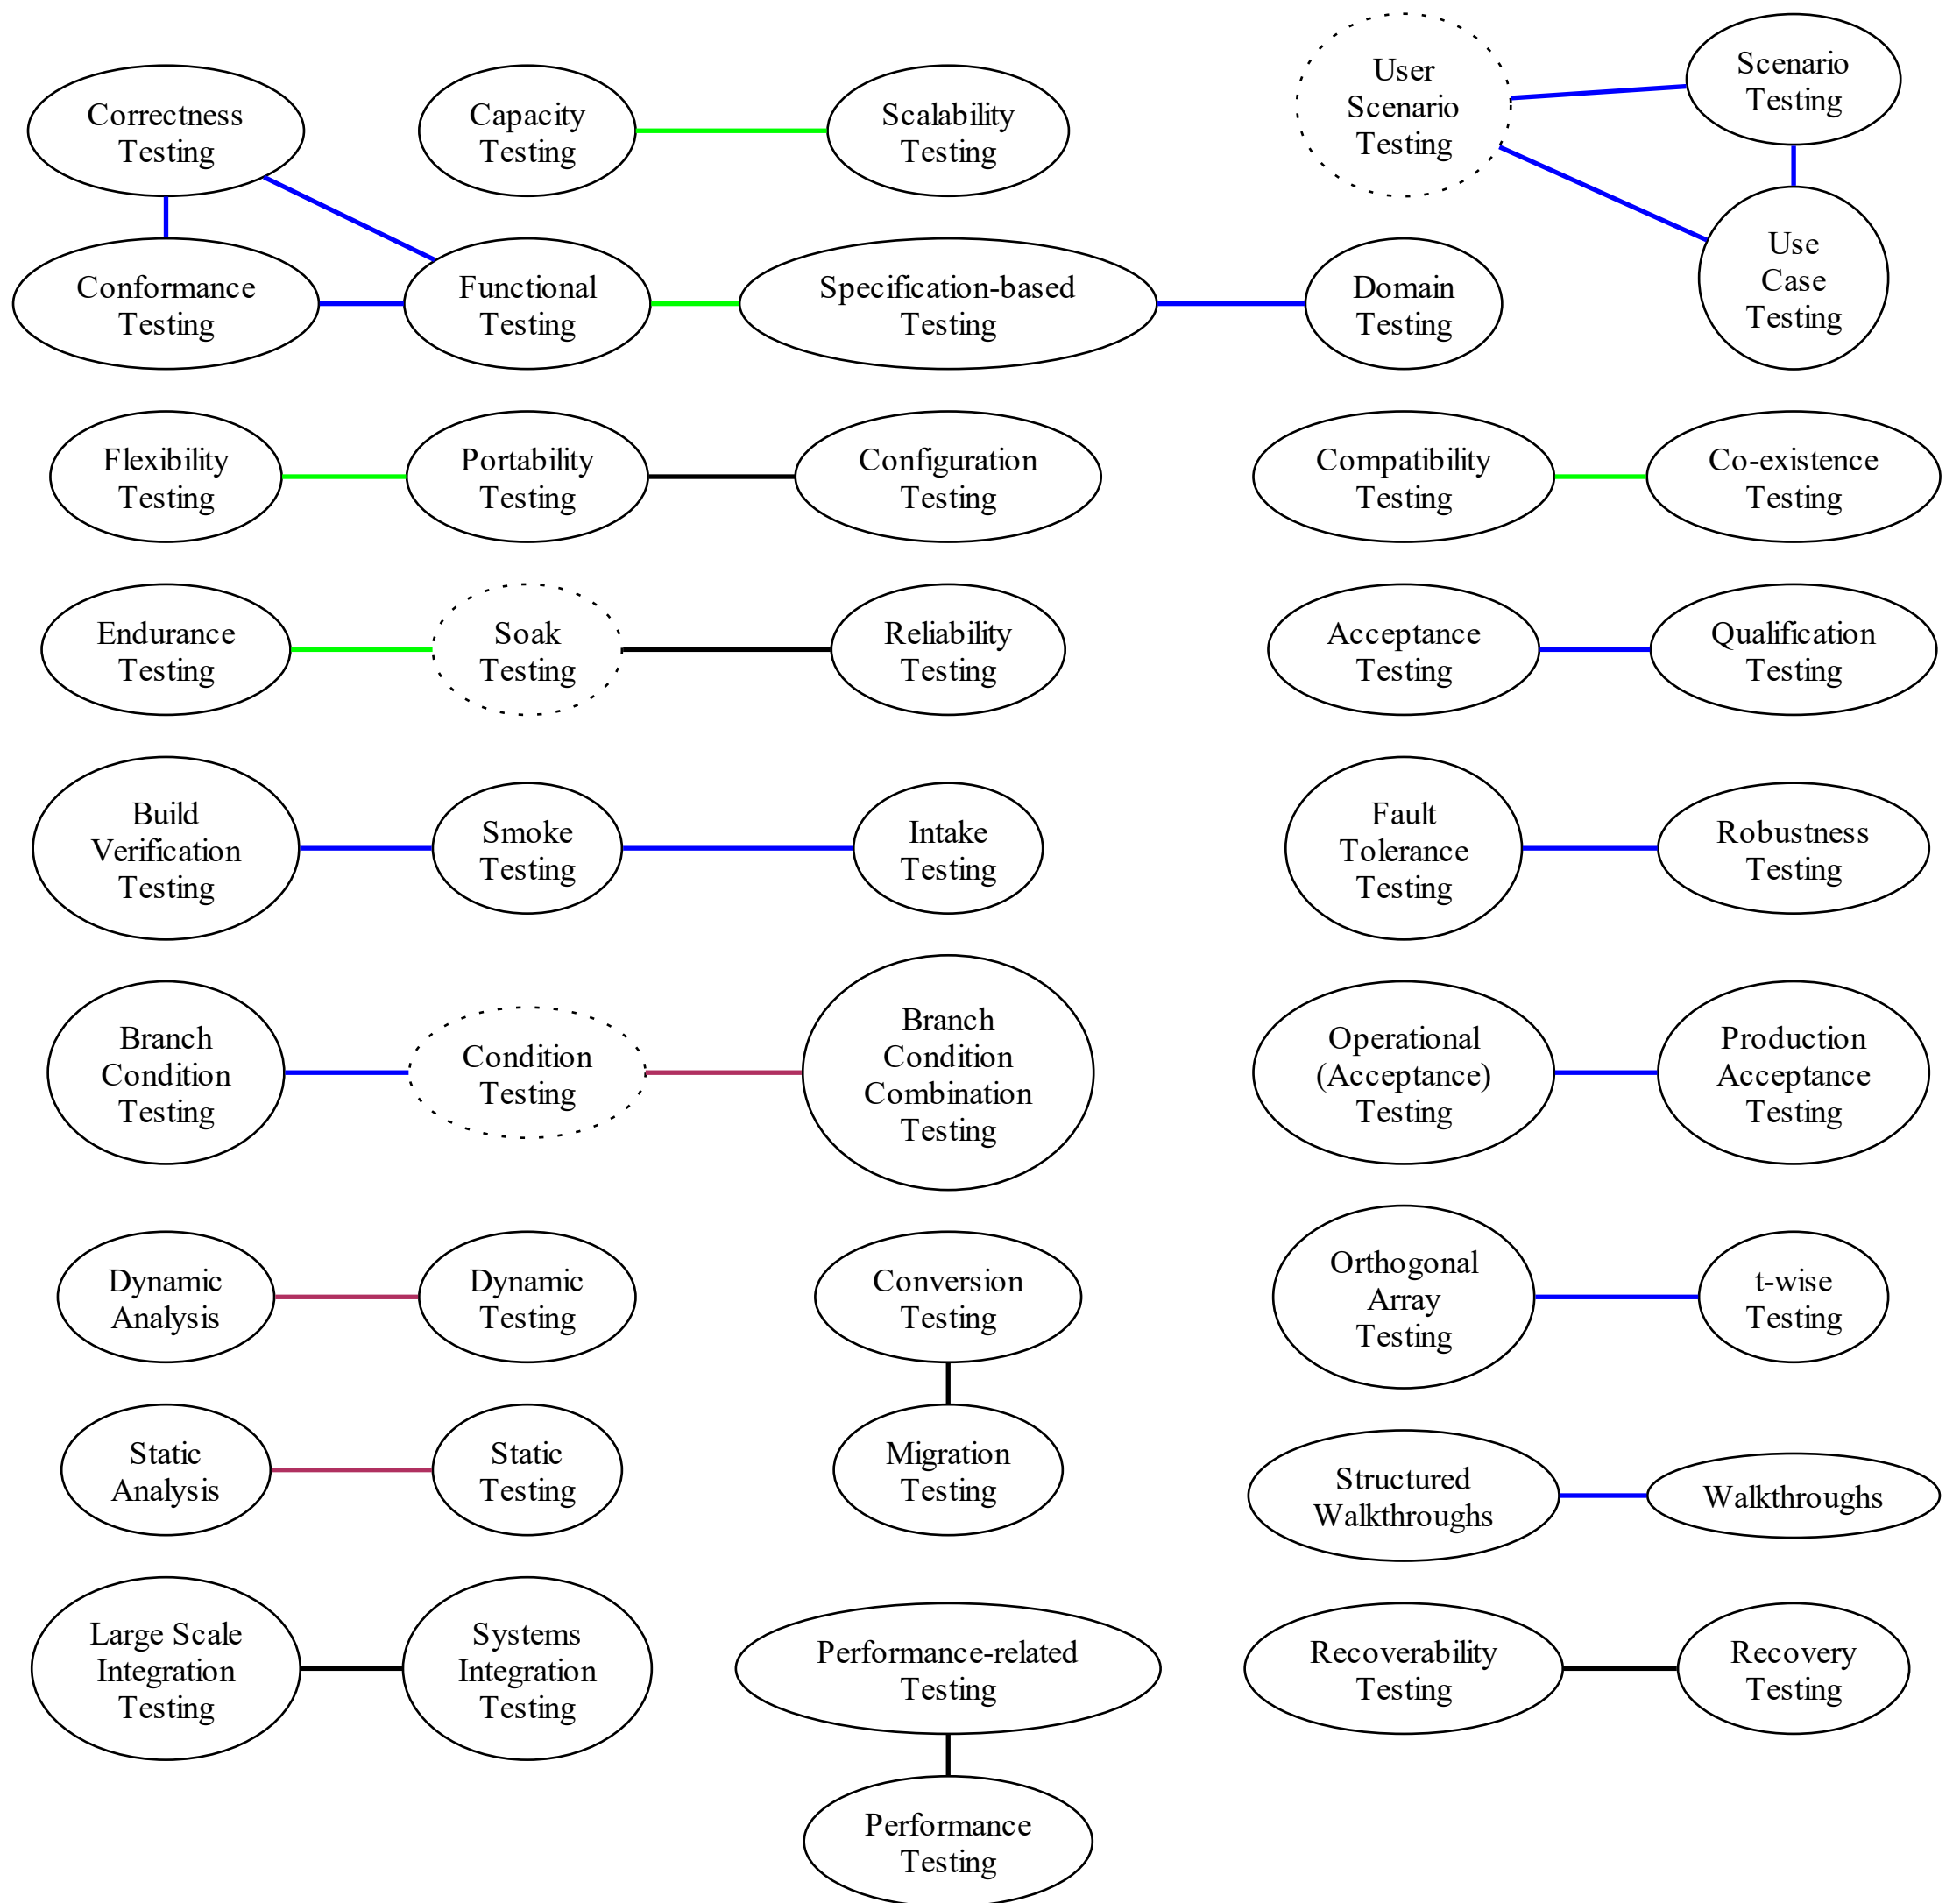 Correctness
Testing
Capacity
Testing
Scalability
Testing
User
Scenario
Testing
Scenario
Testing
Conformance
Testing
Functional
Testing
Specification-based
Testing
Domain
Testing
Use
Case
Testing
Flexibility
Testing
Portability
Testing
Configuration
Testing
Compatibility
Testing
Co-existence
Testing
Endurance
Testing
Soak
Testing
Reliability
Testing
Acceptance
Testing
Qualification
Testing
Build
Verification
Testing
Smoke
Testing
Intake
Testing
Fault
Tolerance
Testing
Robustness
Testing
Branch
Condition
Testing
Condition
Testing
Branch
Condition
Combination
Testing
Operational
(Acceptance)
Testing
Production
Acceptance
Testing
Dynamic
Analysis
Dynamic
Testing
Conversion
Testing
Orthogonal
Array
Testing
t-wise
Testing
Static
Analysis
Static
Testing
Migration
Testing
Structured
Walkthroughs
Walkthroughs
Large Scale
Integration
Testing
Systems
Integration
Testing
Performance-related
Testing
Recoverability
Testing
Recovery
Testing
Performance
Testing